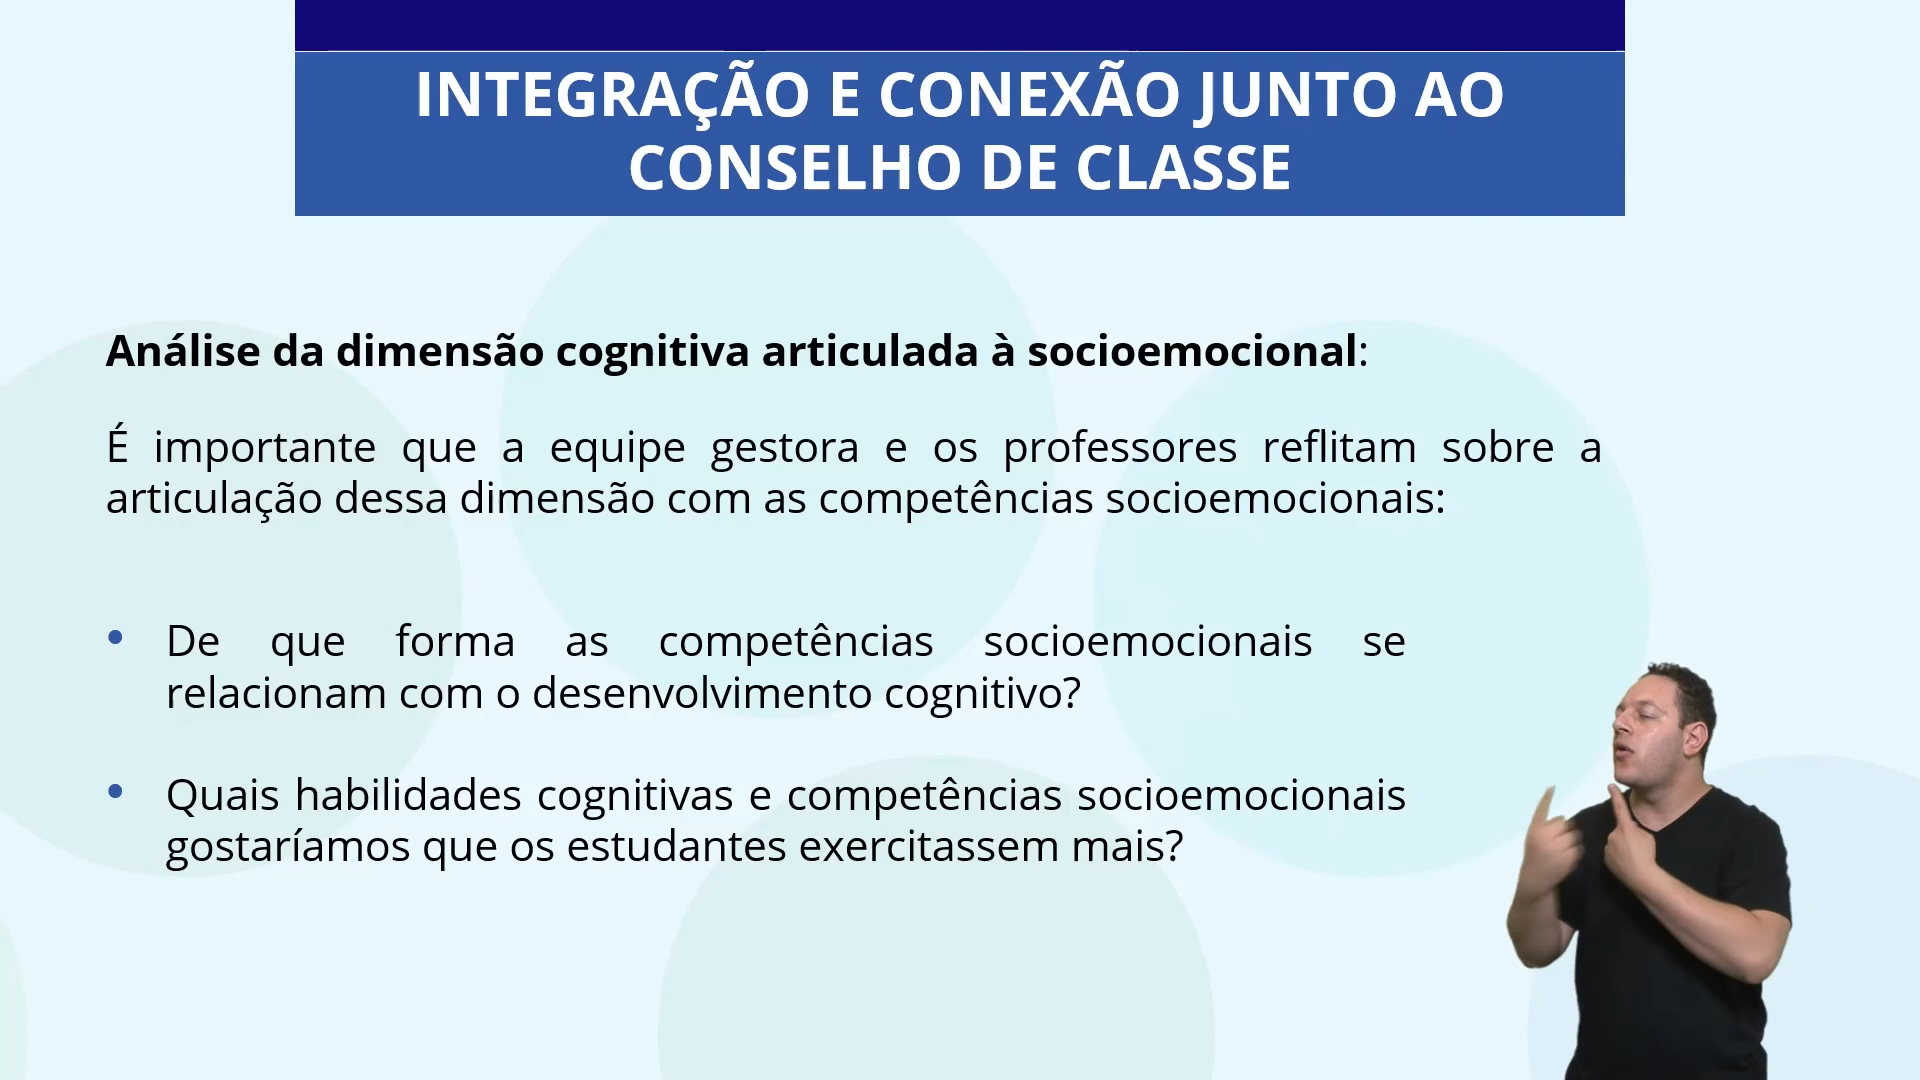 INTEGRAÇÃO E CONEXÃO JUNTO AO
CONSELHO DE CLASSE
Análise da dimensão cognitiva articulada à socioemocional:
É importante que a equipe gestora e os professores reflitam sobre a
articulação dessa dimensão com as competências socioemocionais:
• De que forma as competências socioemocionais se
relacionam com o desenvolvimento cognitivo?
• Quais habilidades cognitivas e competências socioemocionais
gostaríamos que os estudantes exercitassem mais?